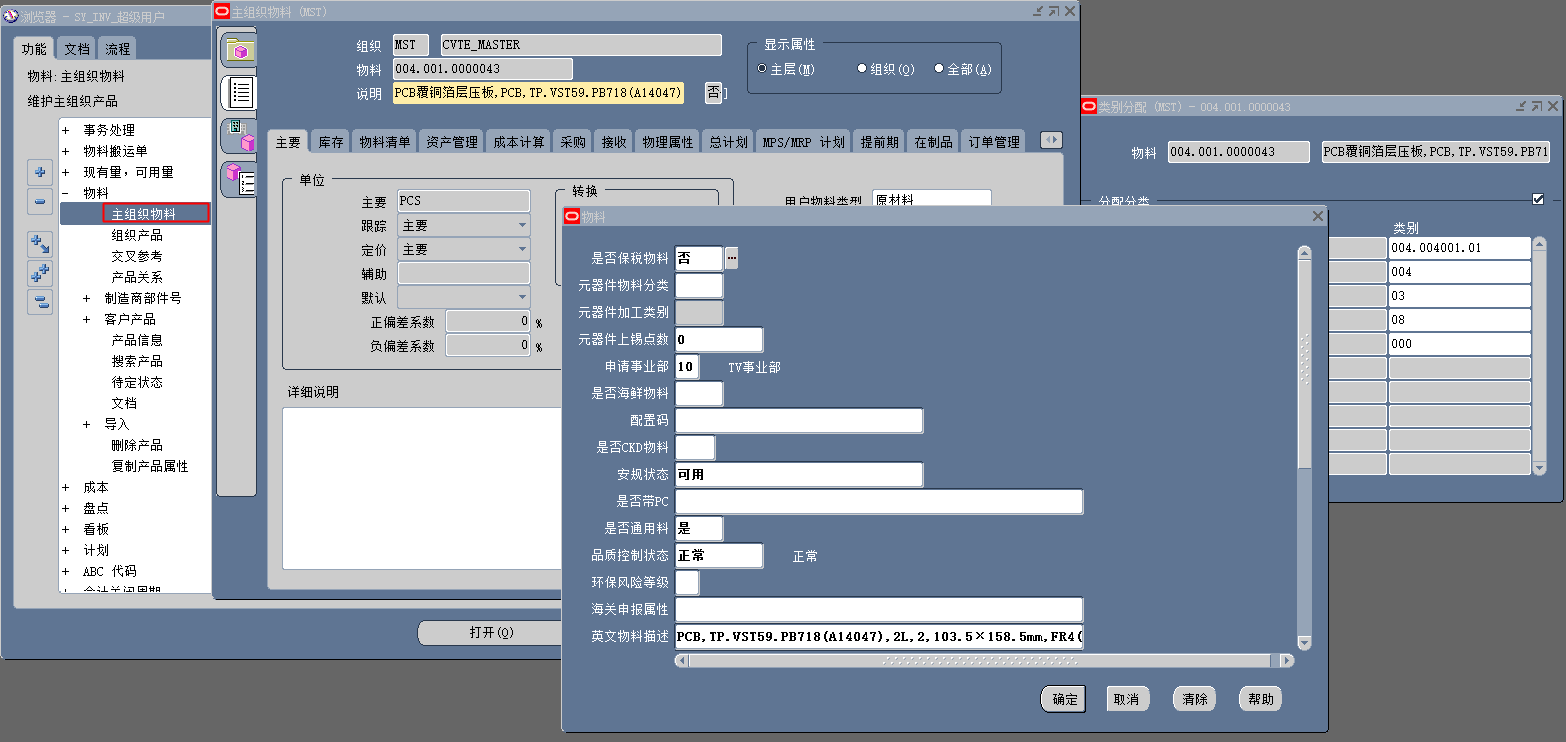 浏览器 - SY_INV_超级用户
功能 文档 流程
物料: 主组织物料
维护主组织产品
+ 事务处理
+ 物料搬运单
+ 现有量, 可用量
- 物料
主组织物料
组织产品
交叉参考
产品关系
+ 制造商部件号
+ 客户产品
产品信息
搜索产品
待定状态
文档
+ 导入
删除产品
复制产品属性
+ 成本
+ 盘点
+ 看板
+ 计划
+ ABC 代码
+ 会计关闭周期
打开(O)
主组织物料 (MST)
组织 MST CVTE_MASTER
物料 004.001.0000043
说明 PCB覆铜箔层压板,PCB,TP.VST59.PB718(A14047) 否]
显示属性
主层(M) 组织(O) 全部(A)
主要 库存 物料清单 资产管理 成本计算 采购 接收 物理属性 总计划 MPS/MRP 计划 提前期 在制品 订单管理
单位
主要 PCS
跟踪 主要
定价 主要
辅助
默认
正偏差系数 0 %
负偏差系数 0 %
转换
用户物料类型 原材料
详细说明
类别分配 (MST) - 004.001.0000043
物料 004.001.0000043 PCB覆铜箔层压板,PCB,TP.VST59.PB71
分配分类
类别
004.004001.01
004
03
08
000
物料
是否保税物料 否 ...
元器件物料分类
元器件加工类别
元器件上锡点数 0
申请事业部 10 TV事业部
是否海鲜物料
配置码
是否CKD物料
安规状态 可用
是否带PC
是否通用料 是
品质控制状态 正常 正常
环保风险等级
海关申报属性
英文物料描述 PCB,TP.VST59.PB718(A14047),2L,2,103.5×158.5mm,FR4(
确定 取消 清除 帮助